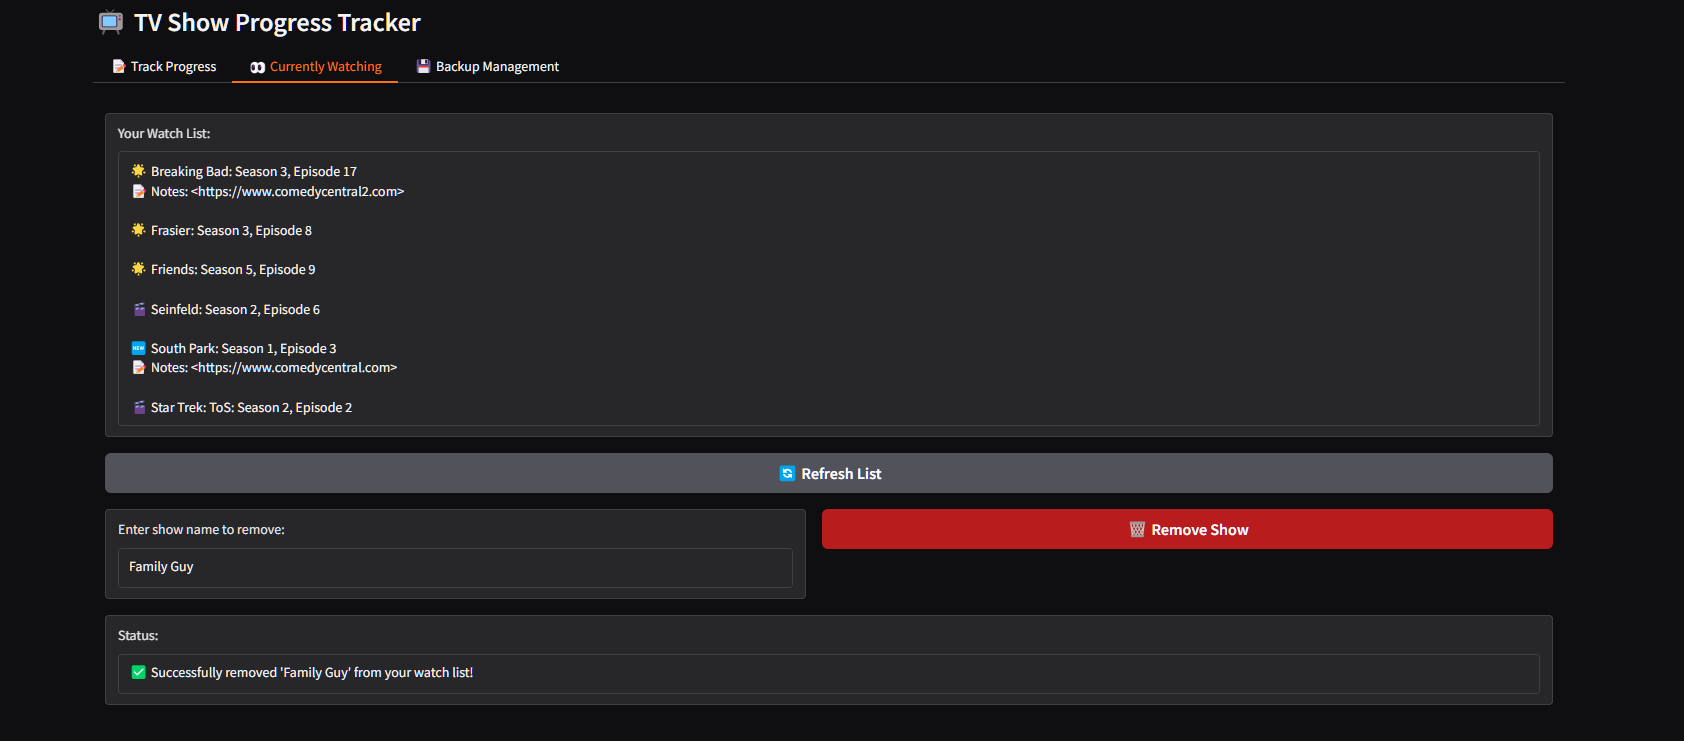 📺 TV Show Progress Tracker
📝 Track Progress 👀 Currently Watching 💾 Backup Management
Your Watch List:
🌟 Breaking Bad: Season 3, Episode 17
📝 Notes: <https://www.comedycentral2.com>
🌟 Frasier: Season 3, Episode 8
🌟 Friends: Season 5, Episode 9
🎬 Seinfeld: Season 2, Episode 6
🆕 South Park: Season 1, Episode 3
📝 Notes: <https://www.comedycentral.com>
🎬 Star Trek: ToS: Season 2, Episode 2
🔄 Refresh List
Enter show name to remove:
🗑️ Remove Show
Family Guy
Status:
✅ Successfully removed 'Family Guy' from your watch list!